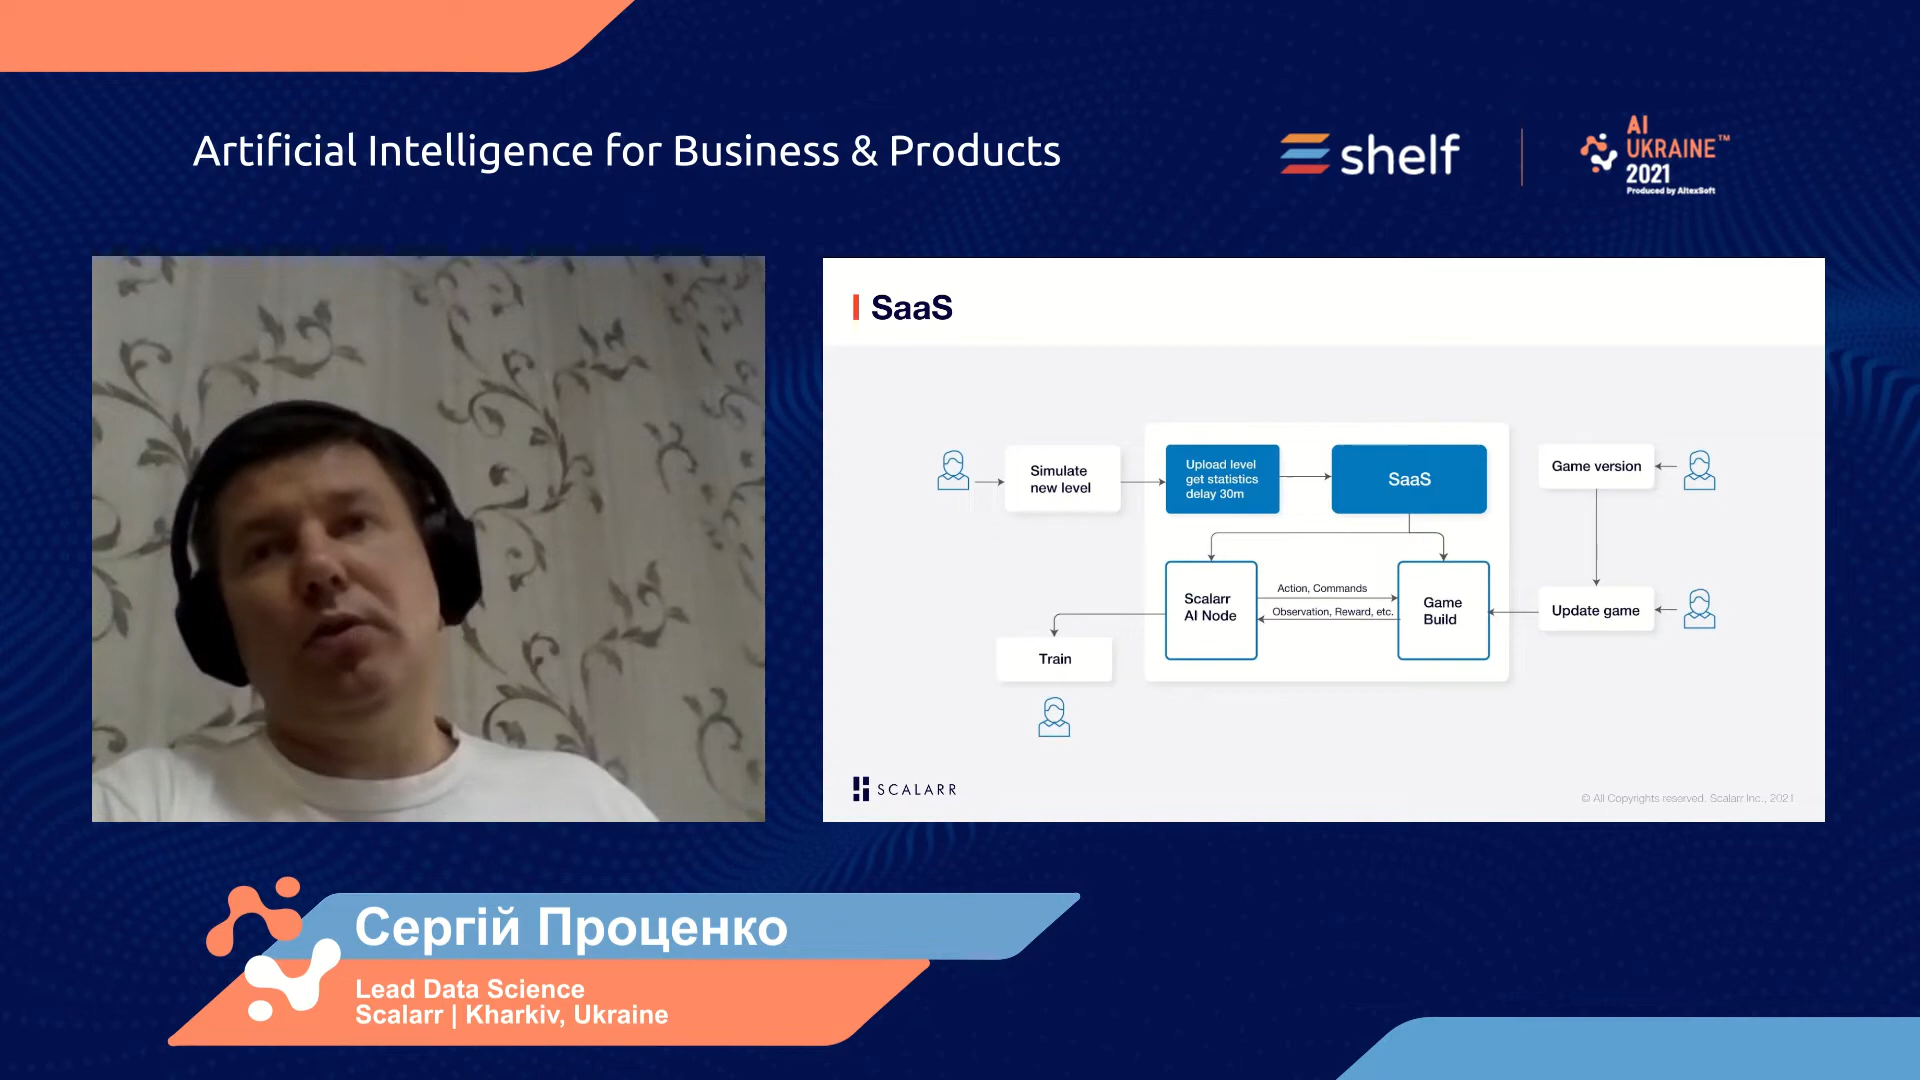 Artificial Intelligence for Business & Products
shelf
AI
UKRAINE™
2021
Produced by AltexSoft
SaaS
Simulate
new level
Upload level
get statistics
delay 30m
SaaS
Game version
Scalarr
AI Node
Action, Commands
Observation, Reward, etc.
Game
Build
Update game
Train
SCALARR
© All Copyrights reserved. Scalarr Inc., 2021
Сергій Проценко
Lead Data Science
Scalarr | Kharkiv, Ukraine